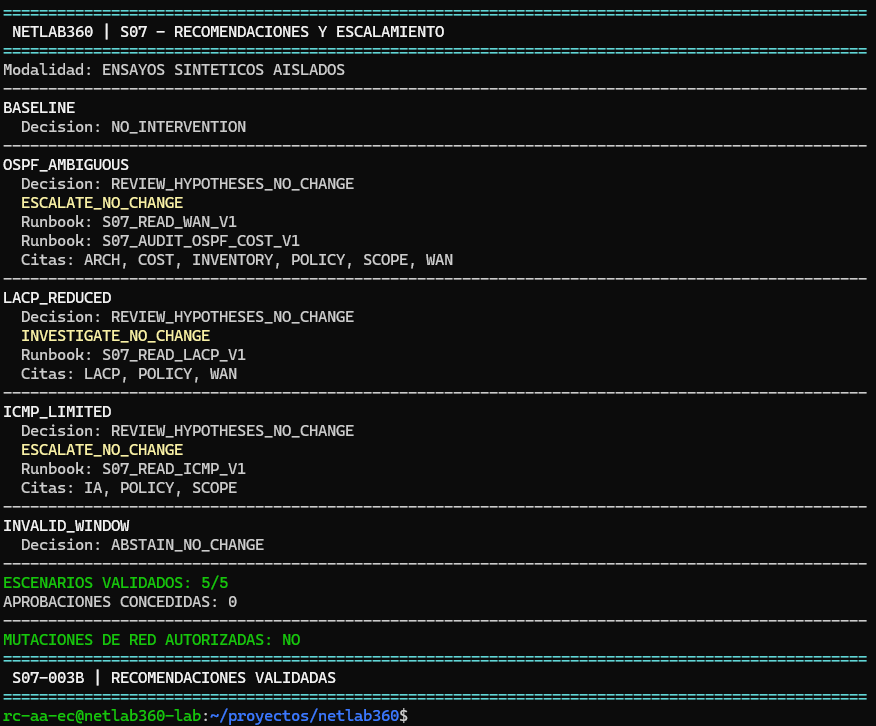 ================================================================================================
NETLAB360 | S07 - RECOMENDACIONES Y ESCALAMIENTO
================================================================================================
Modalidad: ENSAYOS SINTETICOS AISLADOS
------------------------------------------------------------------------------------------------
BASELINE
Decision: NO_INTERVENTION
------------------------------------------------------------------------------------------------
OSPF_AMBIGUOUS
Decision: REVIEW_HYPOTHESES_NO_CHANGE
ESCALATE_NO_CHANGE
Runbook: S07_READ_WAN_V1
Runbook: S07_AUDIT_OSPF_COST_V1
Citas: ARCH, COST, INVENTORY, POLICY, SCOPE, WAN
------------------------------------------------------------------------------------------------
LACP_REDUCED
Decision: REVIEW_HYPOTHESES_NO_CHANGE
INVESTIGATE_NO_CHANGE
Runbook: S07_READ_LACP_V1
Citas: LACP, POLICY, WAN
------------------------------------------------------------------------------------------------
ICMP_LIMITED
Decision: REVIEW_HYPOTHESES_NO_CHANGE
ESCALATE_NO_CHANGE
Runbook: S07_READ_ICMP_V1
Citas: IA, POLICY, SCOPE
------------------------------------------------------------------------------------------------
INVALID_WINDOW
Decision: ABSTAIN_NO_CHANGE
------------------------------------------------------------------------------------------------
ESCENARIOS VALIDADOS: 5/5
APROBACIONES CONCEDIDAS: 0
------------------------------------------------------------------------------------------------
MUTACIONES DE RED AUTORIZADAS: NO
================================================================================================
S07-003B | RECOMENDACIONES VALIDADAS
================================================================================================
rc-aa-ec@netlab360-lab:~/proyectos/netlab360$